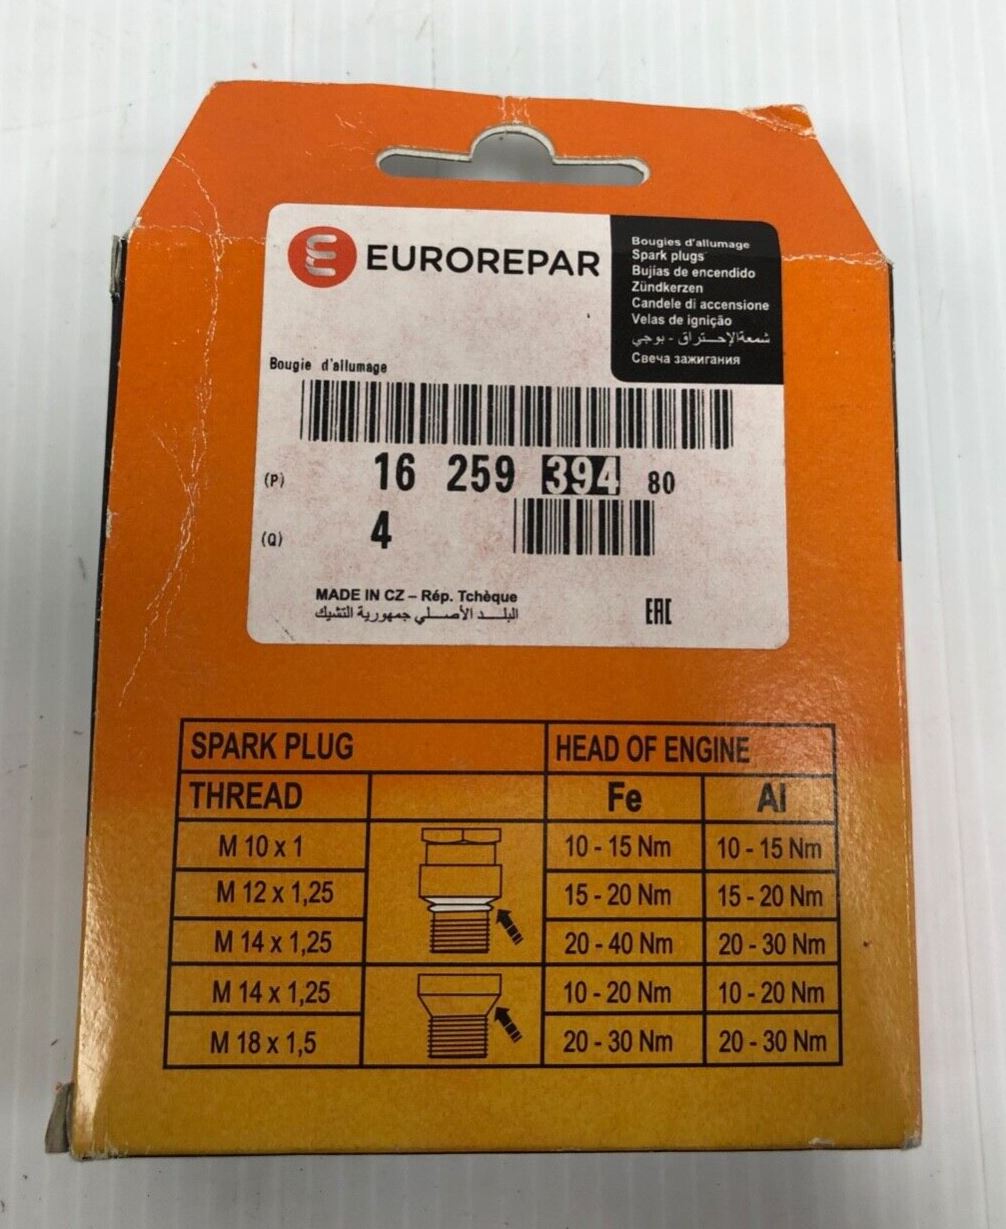 EUROREPAR
Bougies d'allumage
Spark plugs
Bujías de encendido
Zündkerzen
Candele di accensione
Velas de ignição
شمعةالإحـــتراق - بوجي
Свеча зажигания
Bougie d'allumage
(P) 16 259 394 80
(Q) 4
MADE IN CZ – Rép. Tchèque
البلـــد الأصـــلي جمهورية التشيك
EAC
SPARK PLUG HEAD OF ENGINE
THREAD Fe Al
M 10 x 1 10 - 15 Nm 10 - 15 Nm
M 12 x 1,25 15 - 20 Nm 15 - 20 Nm
M 14 x 1,25 20 - 40 Nm 20 - 30 Nm
M 14 x 1,25 10 - 20 Nm 10 - 20 Nm
M 18 x 1,5 20 - 30 Nm 20 - 30 Nm